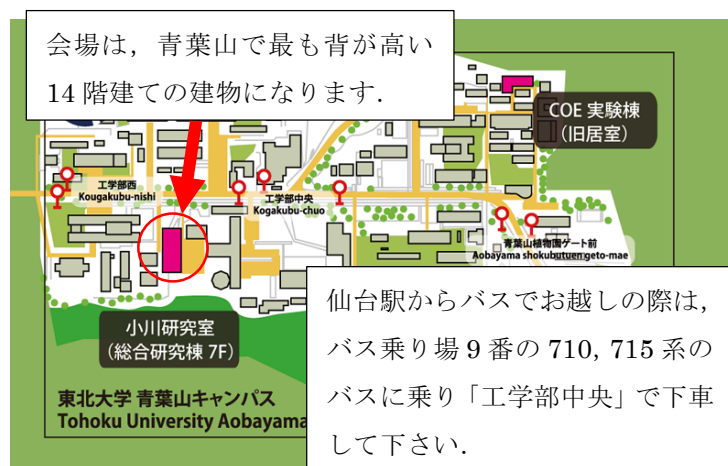 会場は，青葉山で最も背が高い
14 階建ての建物になります．
COE 実験棟
（旧居室）
工学部西
Kougakubu-nishi
工学部中央
Kogakubu-chuo
青葉山植物園ゲート前
Aobayama shokubutuen geto-mae
小川研究室
（総合研究棟 7F）
東北大学 青葉山キャンパス
Tohoku University Aobayama
仙台駅からバスでお越しの際は，
バス乗り場 9 番の 710, 715 系の
バスに乗り「工学部中央」で下車
して下さい．